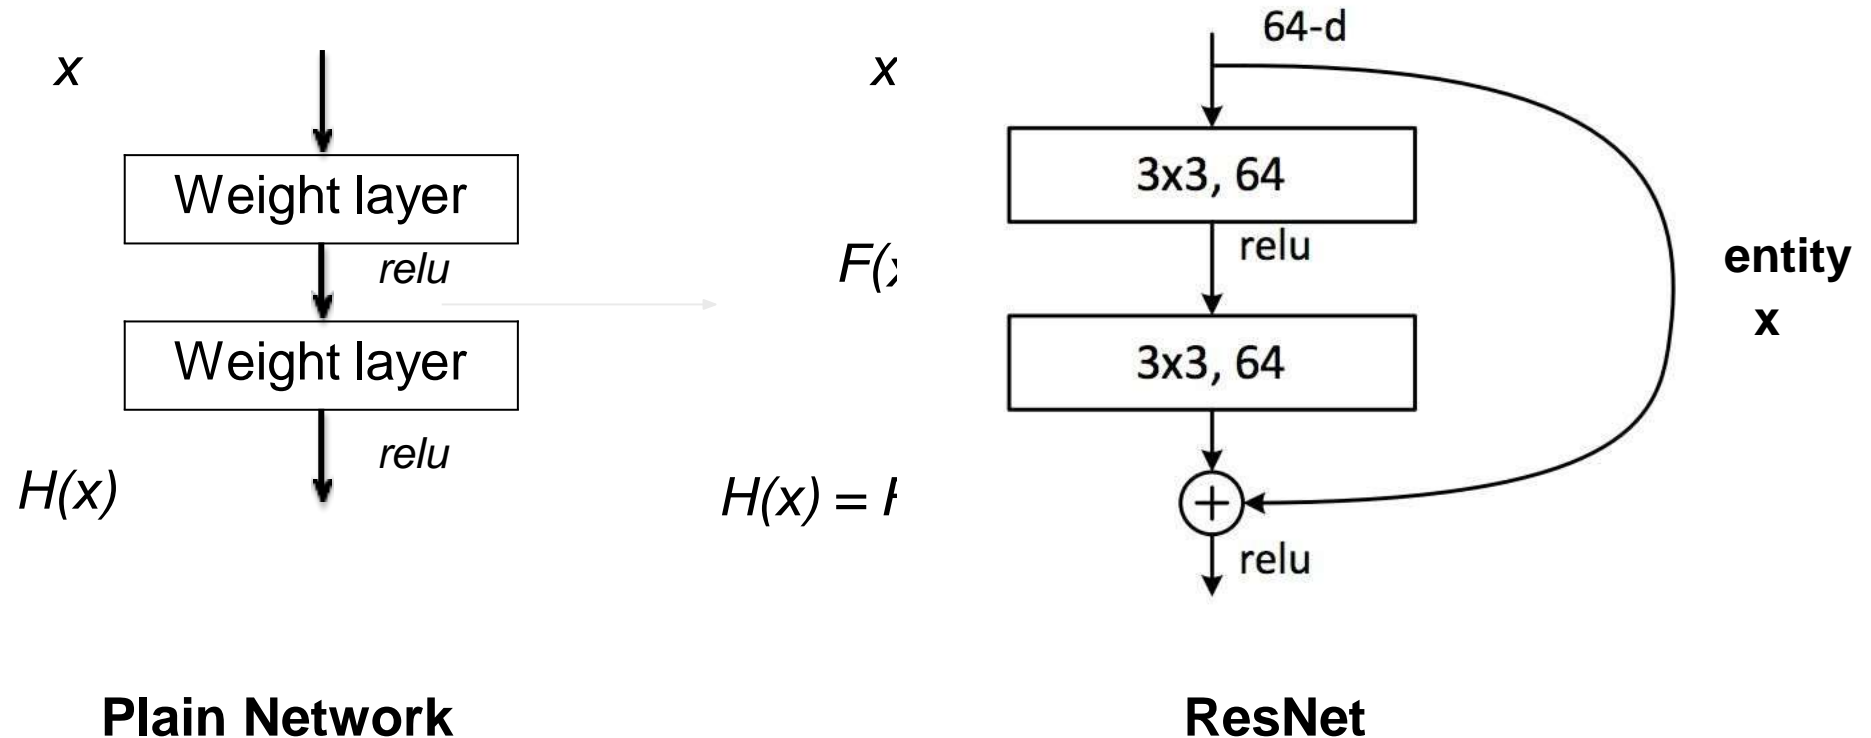 x
Weight layer
relu
Weight layer
relu
H(x)
Plain Network
x
F(
H(x) =
64-d
3x3, 64
relu
3x3, 64
+
relu
entity
x
ResNet